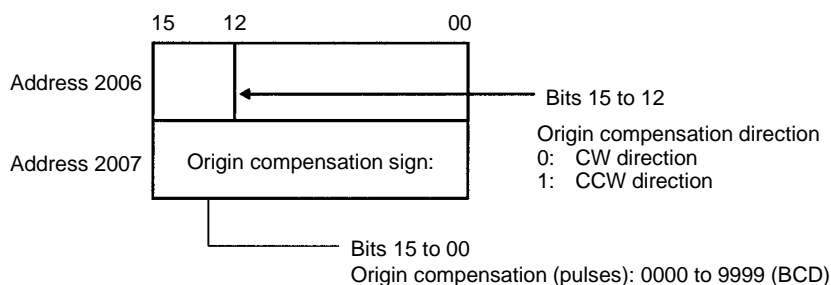 15 12 00
Address 2006
Bits 15 to 12
Origin compensation direction
0: CW direction
1: CCW direction
Address 2007
Origin compensation sign:
Bits 15 to 00
Origin compensation (pulses): 0000 to 9999 (BCD)